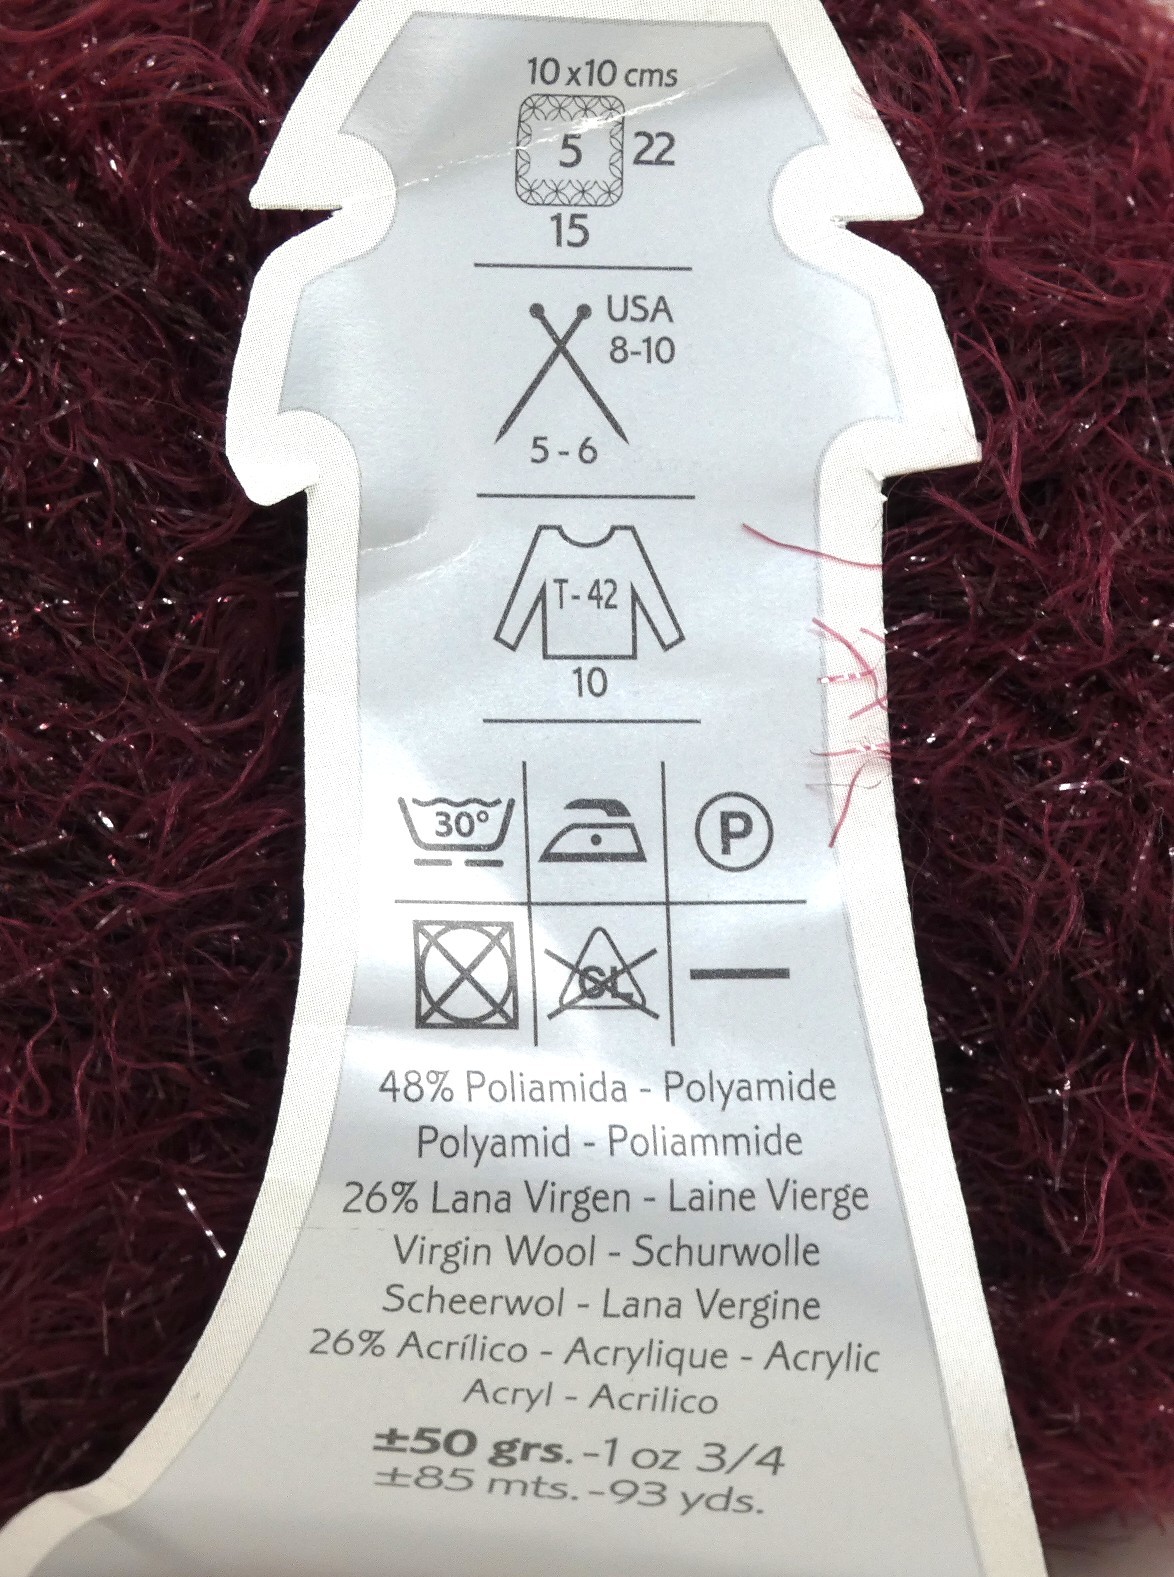 10 x 10 cms
5 22
15
USA
8-10
5 - 6
T - 42
10
30°
P
CL
48% Poliamida - Polyamide
Polyamid - Poliammide
26% Lana Virgen - Laine Vierge
Virgin Wool - Schurwolle
Scheerwol - Lana Vergine
26% Acrílico - Acrylique - Acrylic
Acryl - Acrilico
±50 grs. -1 oz 3/4
±85 mts. -93 yds.